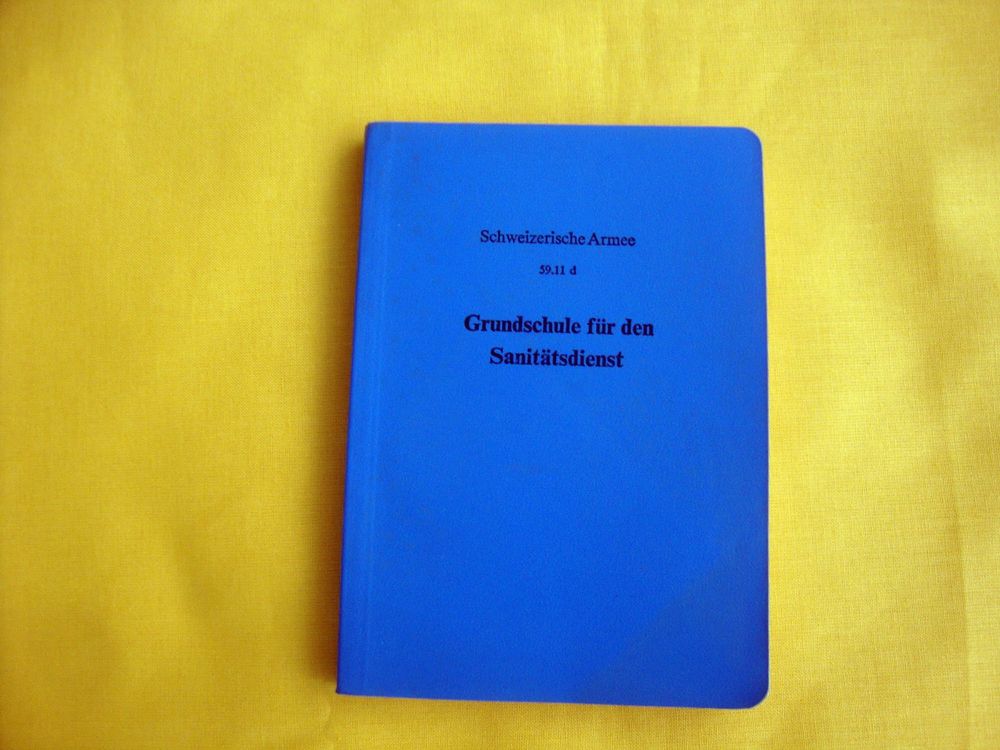 Schweizerische Armee
59.11 d
Grundschule für den
Sanitätsdienst